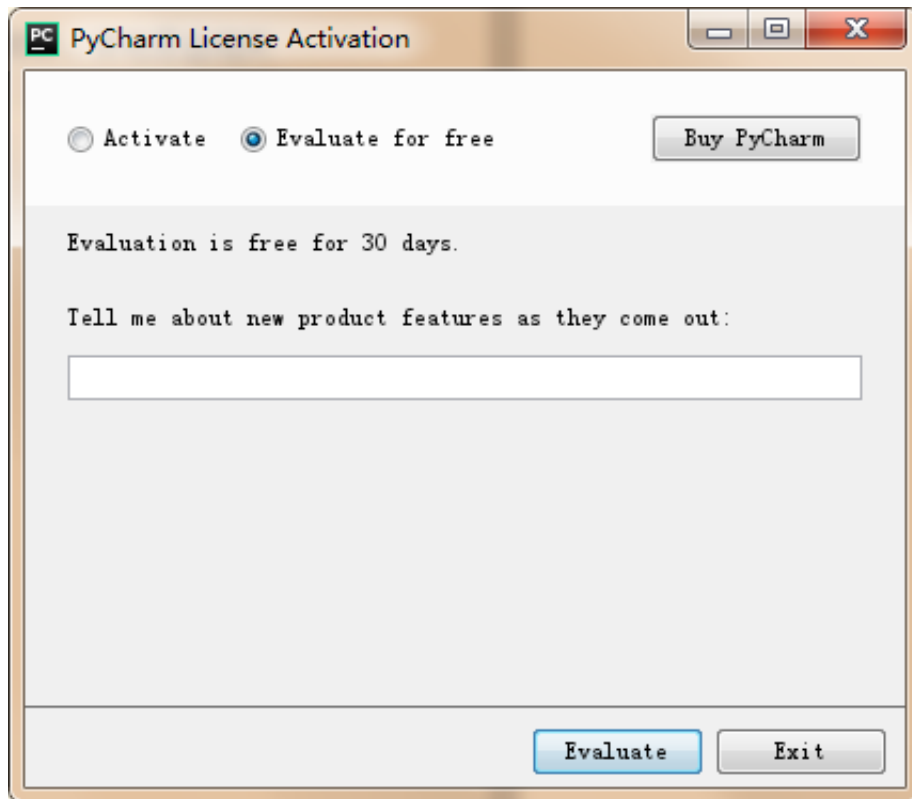 PC PyCharm License Activation
Activate Evaluate for free Buy PyCharm
Evaluation is free for 30 days.
Tell me about new product features as they come out:
Evaluate Exit